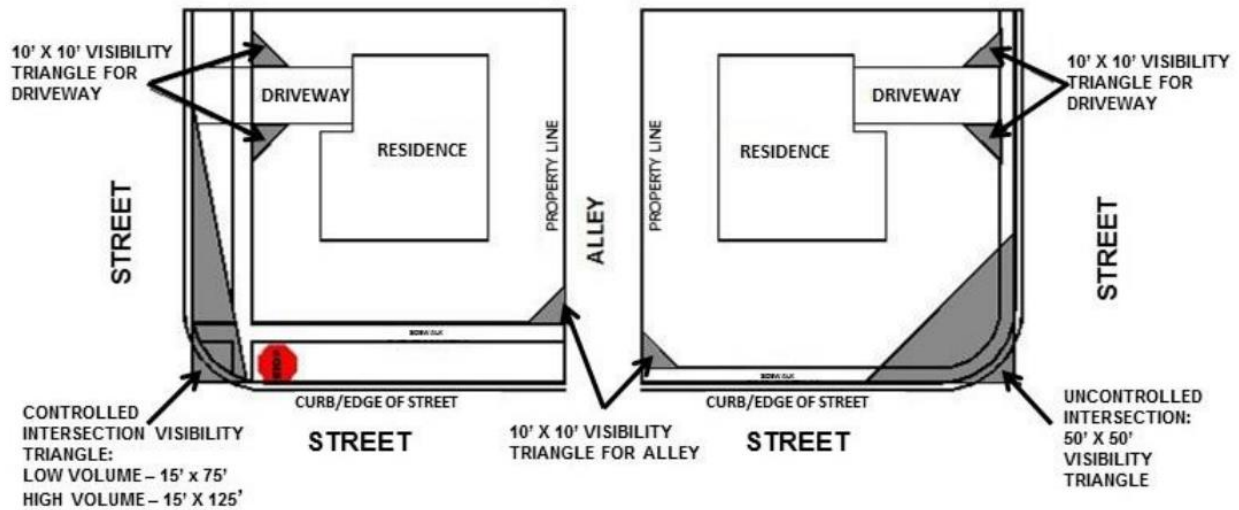 10' X 10' VISIBILITY
TRIANGLE FOR
DRIVEWAY
DRIVEWAY
RESIDENCE
PROPERTY LINE
STREET
ALLEY
PROPERTY LINE
RESIDENCE
DRIVEWAY
10' X 10' VISIBILITY
TRIANGLE FOR
DRIVEWAY
STREET
SIDEWALK
SIDEWALK
CURB/EDGE OF STREET
STREET
CURB/EDGE OF STREET
STREET
CONTROLLED
INTERSECTION VISIBILITY
TRIANGLE:
LOW VOLUME – 15' x 75'
HIGH VOLUME – 15' X 125'
10' X 10' VISIBILITY
TRIANGLE FOR ALLEY
UNCONTROLLED
INTERSECTION:
50' X 50'
VISIBILITY
TRIANGLE